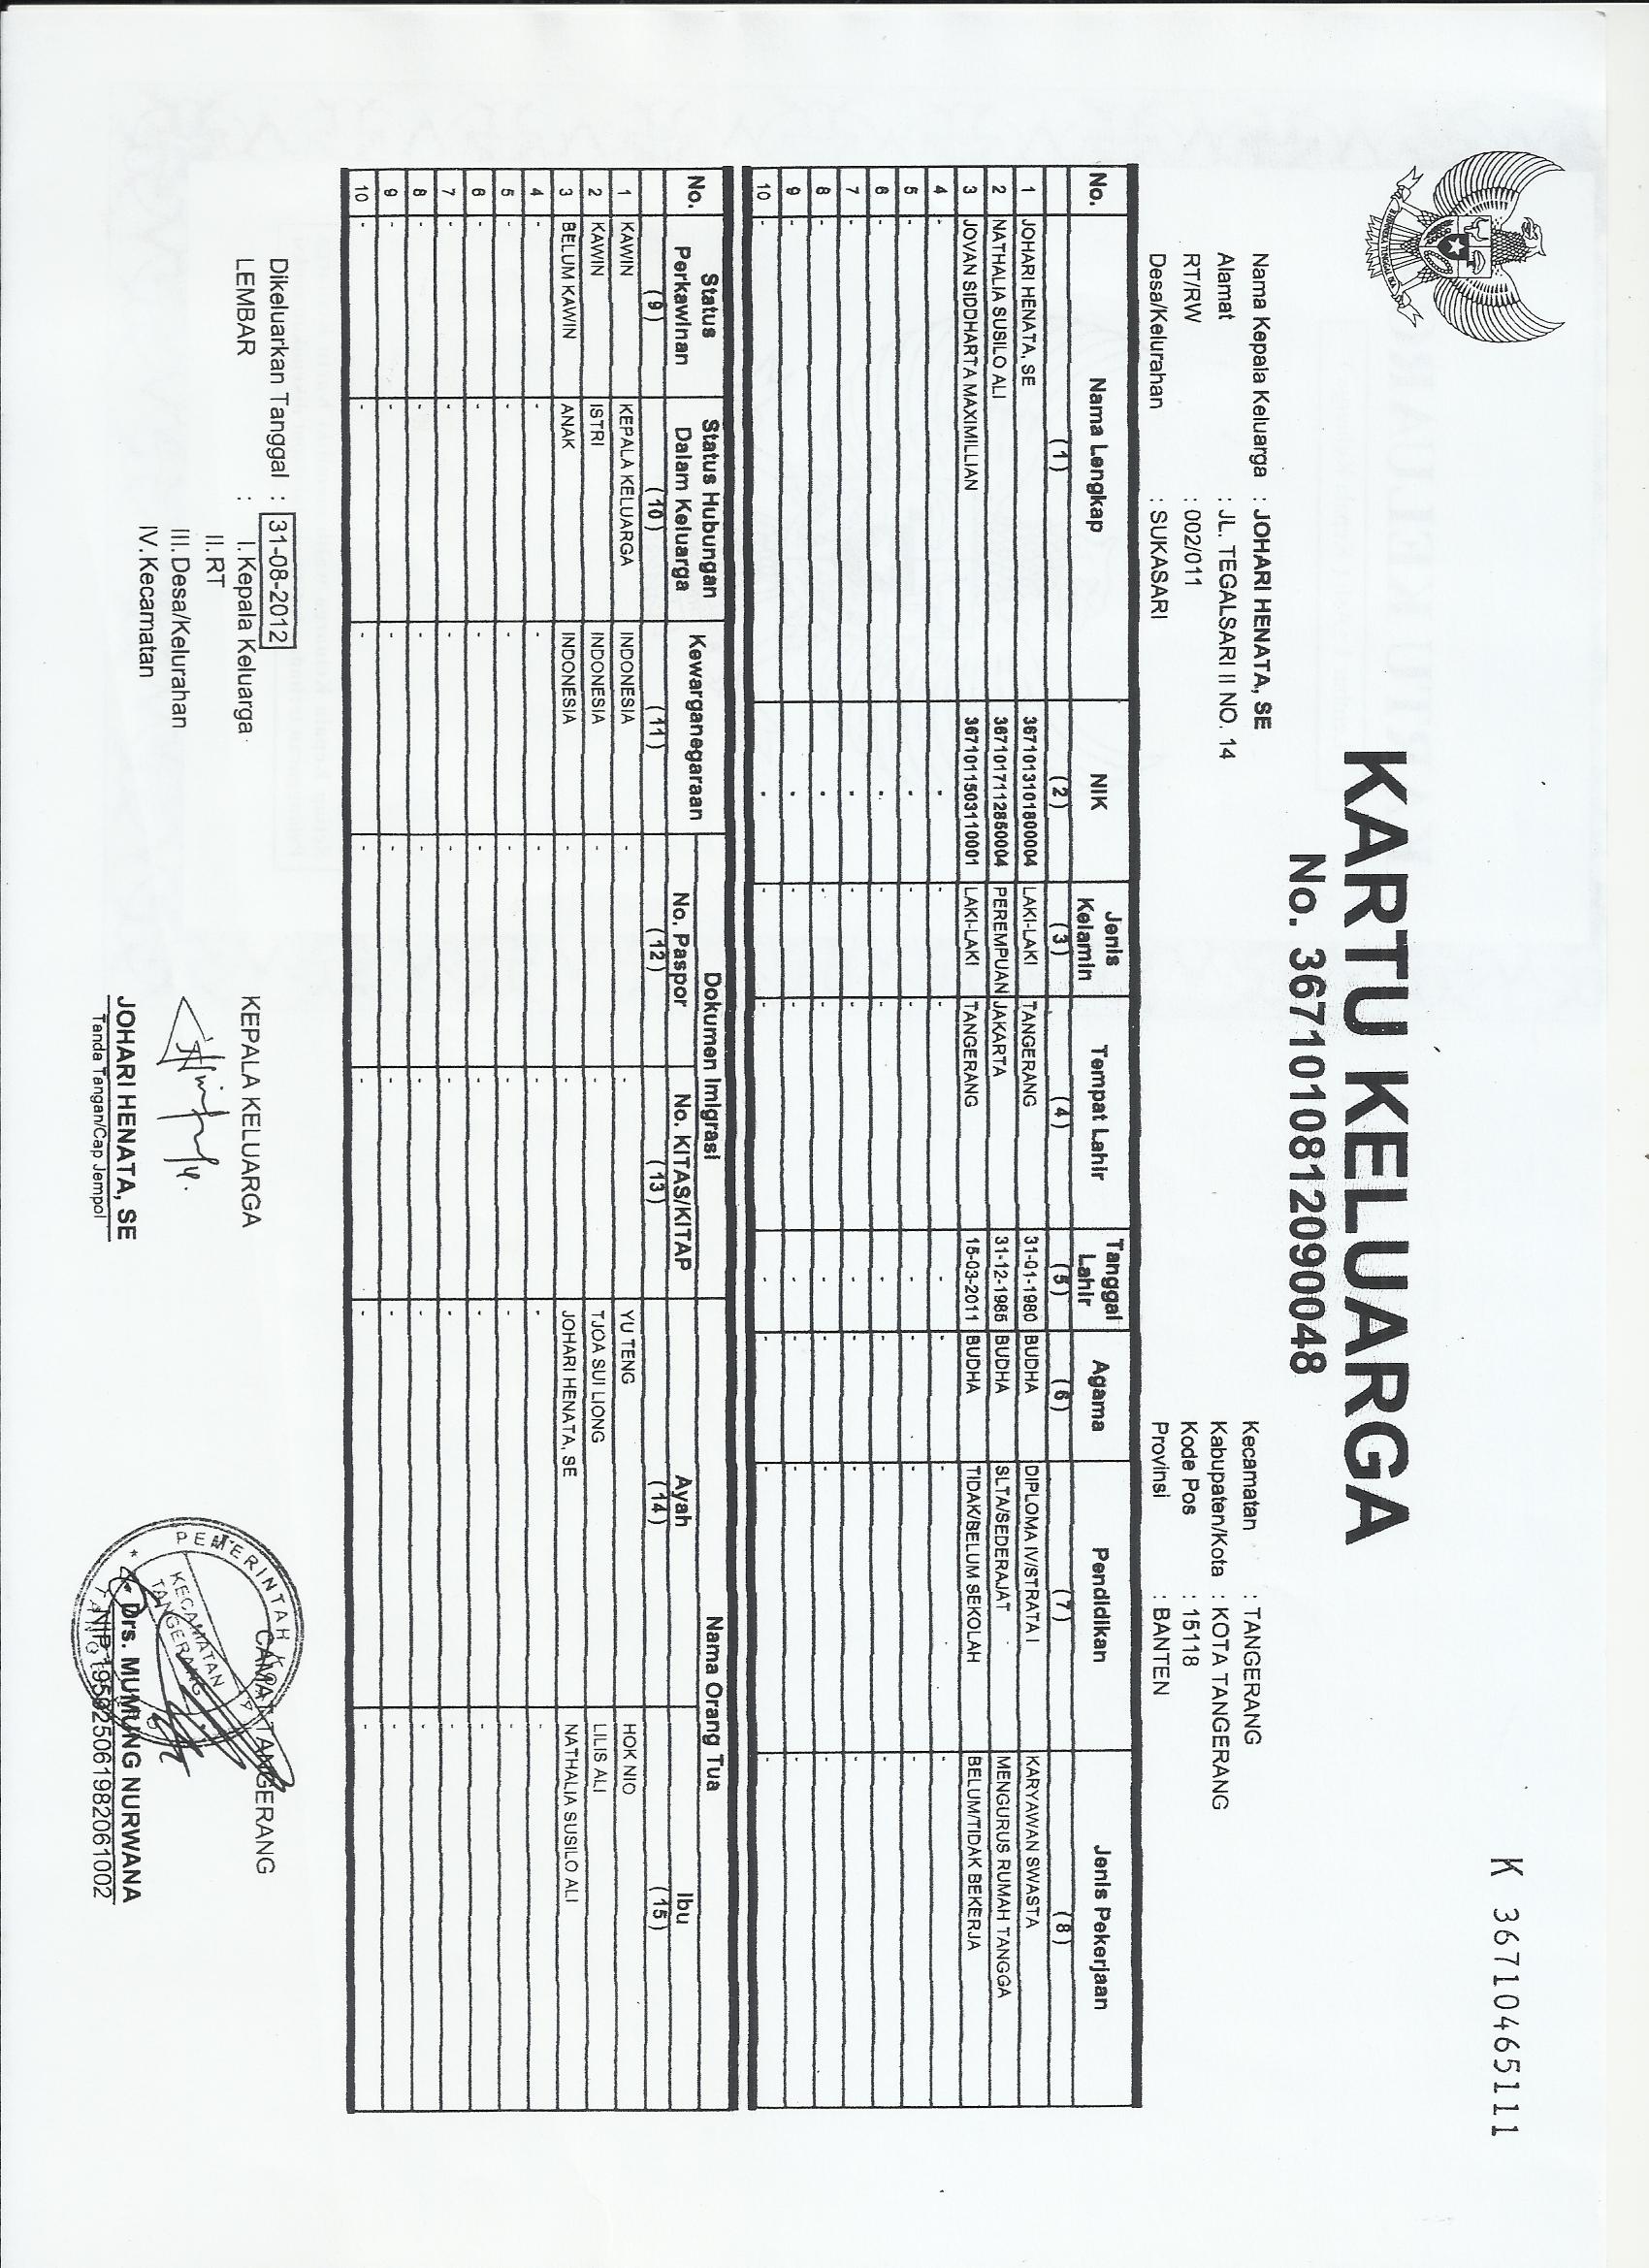 K 36710465111
KARTU KELUARGA
No. 3671010812090048
Nama Kepala Keluarga : JOHARI HENATA, SE
Alamat : JL. TEGALSARI II NO. 14
RT/RW : 002/011
Desa/Kelurahan : SUKASARI
Kecamatan : TANGERANG
Kabupaten/Kota : KOTA TANGERANG
Kode Pos : 15118
Provinsi : BANTEN
No. Nama Lengkap NIK Jenis Kelamin Tempat Lahir Tanggal Lahir Agama Pendidikan Jenis Pekerjaan
(1) (2) (3) (4) (5) (6) (7) (8)
1 JOHARI HENATA, SE 3671013101800004 LAKI-LAKI TANGERANG 31-01-1980 BUDHA DIPLOMA IV/STRATA I KARYAWAN SWASTA
2 NATHALIA SUSILO ALI 3671017112850004 PEREMPUAN JAKARTA 31-12-1985 BUDHA SLTA/SEDERAJAT MENGURUS RUMAH TANGGA
3 JOVAN SIDDHARTA MAXIMILLIAN 3671011503110001 LAKI-LAKI TANGERANG 15-03-2011 BUDHA TIDAK/BELUM SEKOLAH BELUM/TIDAK BEKERJA
4 - - - - - - - -
5 - - - - - - - -
6 - - - - - - - -
7 - - - - - - - -
8 - - - - - - - -
9 - - - - - - - -
10 - - - - - - - -
No. Status Perkawinan Status Hubungan Dalam Keluarga Kewarganegaraan Dokumen Imigrasi Nama Orang Tua
No. Paspor No. KITAS/KITAP Ayah Ibu
(9) (10) (11) (12) (13) (14) (15)
1 KAWIN KEPALA KELUARGA INDONESIA - - YU TENG HOK NIO
2 KAWIN ISTRI INDONESIA - - TJOA SUI LIONG LILIS ALI
3 BELUM KAWIN ANAK INDONESIA - - JOHARI HENATA, SE NATHALIA SUSILO ALI
4 - - - - - - -
5 - - - - - - -
6 - - - - - - -
7 - - - - - - -
8 - - - - - - -
9 - - - - - - -
10 - - - - - - -
Dikeluarkan Tanggal : 31-08-2012
LEMBAR : I. Kepala Keluarga
II. RT
III. Desa/Kelurahan
IV. Kecamatan
KEPALA KELUARGA
JOHARI HENATA, SE
Tanda Tangan/Cap Jempol
CAMAT TANGERANG
PEMERINTAH
KECAMATAN
TANGERANG
Drs. MUMUNG NURWANA